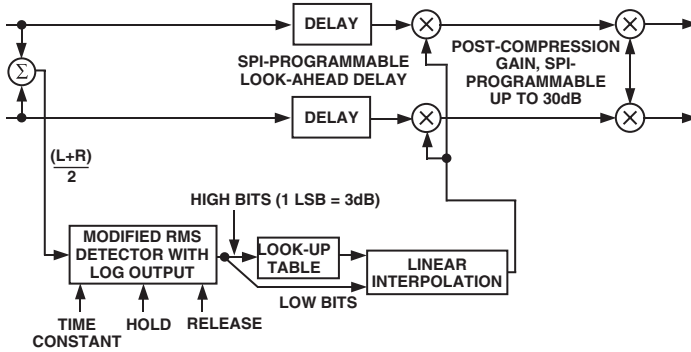 DELAY
SPI-PROGRAMMABLE
LOOK-AHEAD DELAY
POST-COMPRESSION
GAIN, SPI-
PROGRAMMABLE
UP TO 30dB
Σ
DELAY
(L+R)
2
HIGH BITS (1 LSB = 3dB)
MODIFIED RMS
DETECTOR WITH
LOG OUTPUT
LOOK-UP
TABLE
LINEAR
INTERPOLATION
LOW BITS
TIME
CONSTANT
HOLD
RELEASE